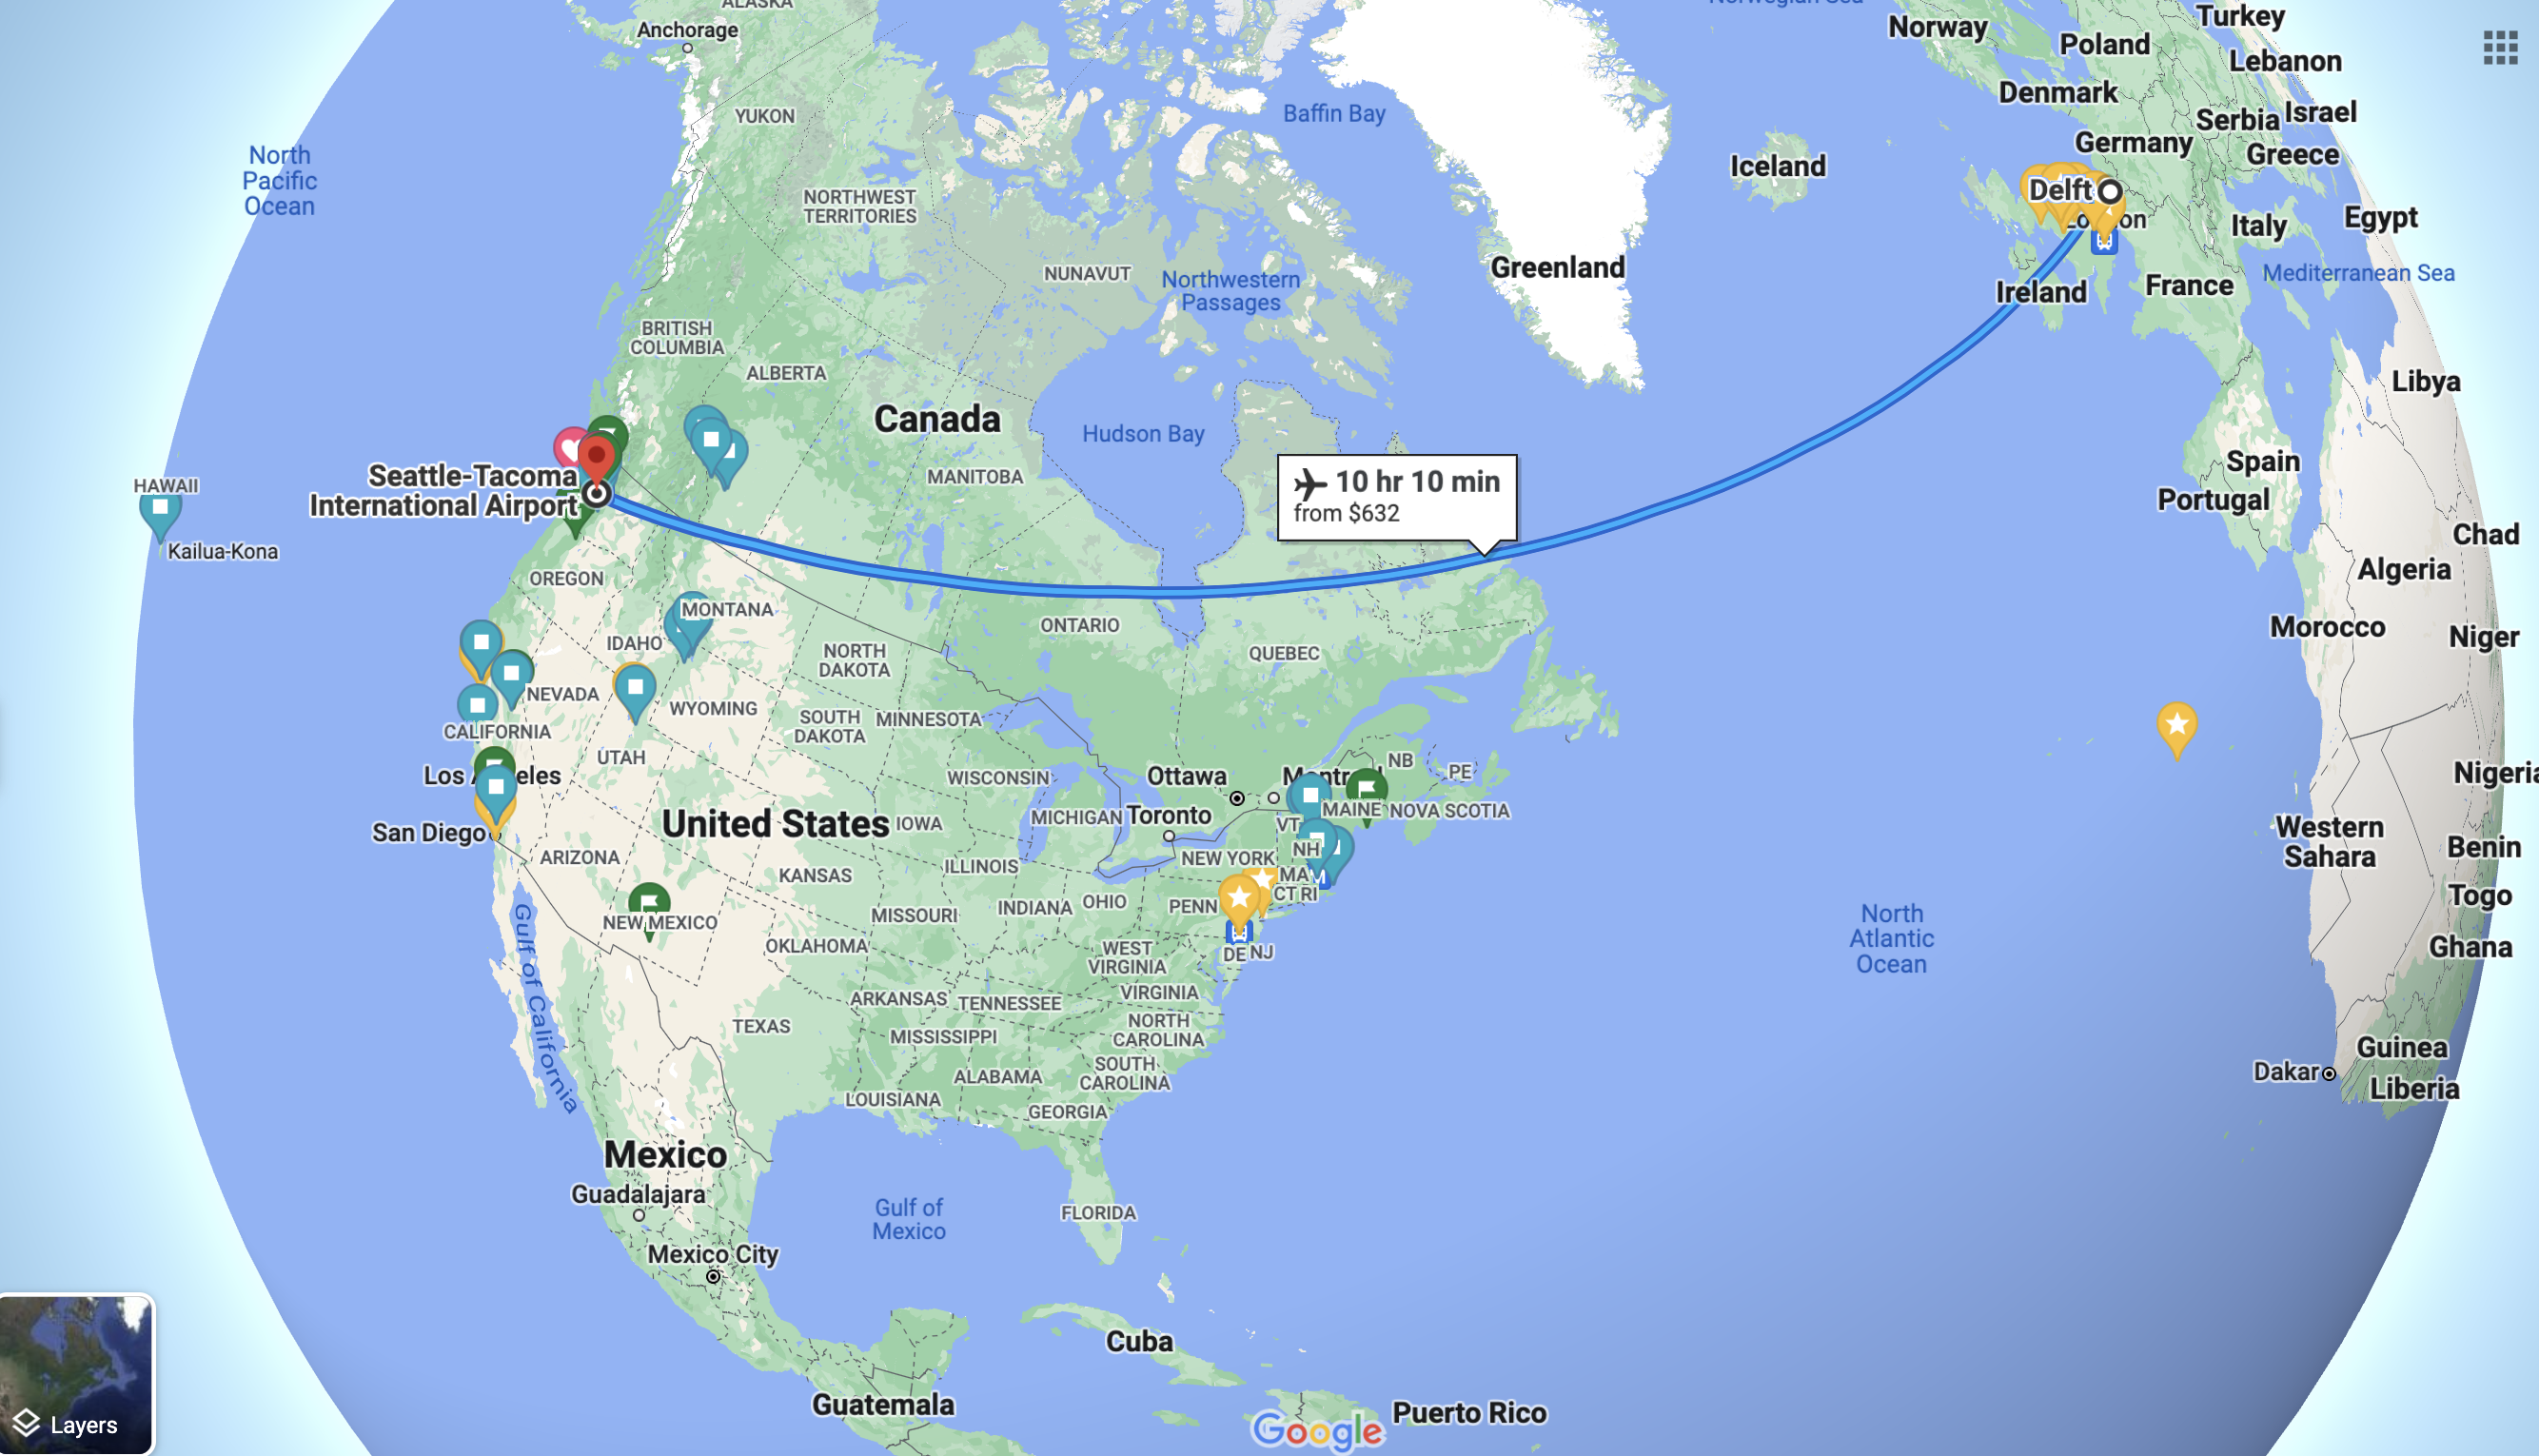 ALASKA
Anchorage
YUKON
North
Pacific
Ocean
NORTHWEST
TERRITORIES
NUNAVUT
Northwestern
Passages
Baffin Bay
Greenland
Iceland
Norwegian Sea
Norway
Turkey
Poland
Lebanon
Denmark
Serbia
Israel
Germany
Greece
Delft
London
Italy
Egypt
Mediterranean Sea
France
Ireland
BRITISH
COLUMBIA
ALBERTA
Canada
Hudson Bay
MANITOBA
Libya
Seattle-Tacoma
International Airport
HAWAII
Kailua-Kona
10 hr 10 min
from $632
Spain
Portugal
Chad
Algeria
Morocco
Niger
OREGON
MONTANA
IDAHO
ONTARIO
QUEBEC
NORTH
DAKOTA
NEVADA
WYOMING
SOUTH
DAKOTA
MINNESOTA
CALIFORNIA
UTAH
WISCONSIN
Ottawa
Montreal
NB
PE
Los Angeles
MICHIGAN
Toronto
MAINE
NOVA SCOTIA
VT
San Diego
United States
IOWA
NH
NEW YORK
ARIZONA
KANSAS
ILLINOIS
MA
CT
RI
Nigeria
Western
Sahara
Benin
Togo
Ghana
NEW MEXICO
MISSOURI
INDIANA
OHIO
PENN
OKLAHOMA
WEST
VIRGINIA
DE
NJ
North
Atlantic
Ocean
Gulf of California
ARKANSAS
TENNESSEE
VIRGINIA
TEXAS
MISSISSIPPI
NORTH
CAROLINA
ALABAMA
SOUTH
CAROLINA
LOUISIANA
GEORGIA
Guinea
Dakar
Liberia
Mexico
Guadalajara
Gulf of
Mexico
FLORIDA
Mexico City
Cuba
Guatemala
Puerto Rico
Layers
Google